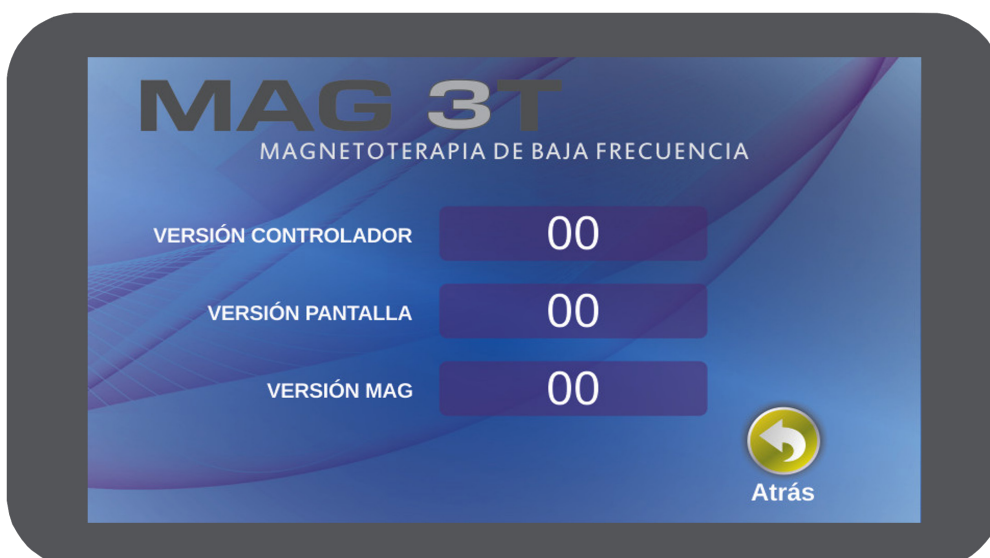 MAG 3T
MAGNETOTERAPIA DE BAJA FRECUENCIA
VERSIÓN CONTROLADOR 00
VERSIÓN PANTALLA 00
VERSIÓN MAG 00
Atrás